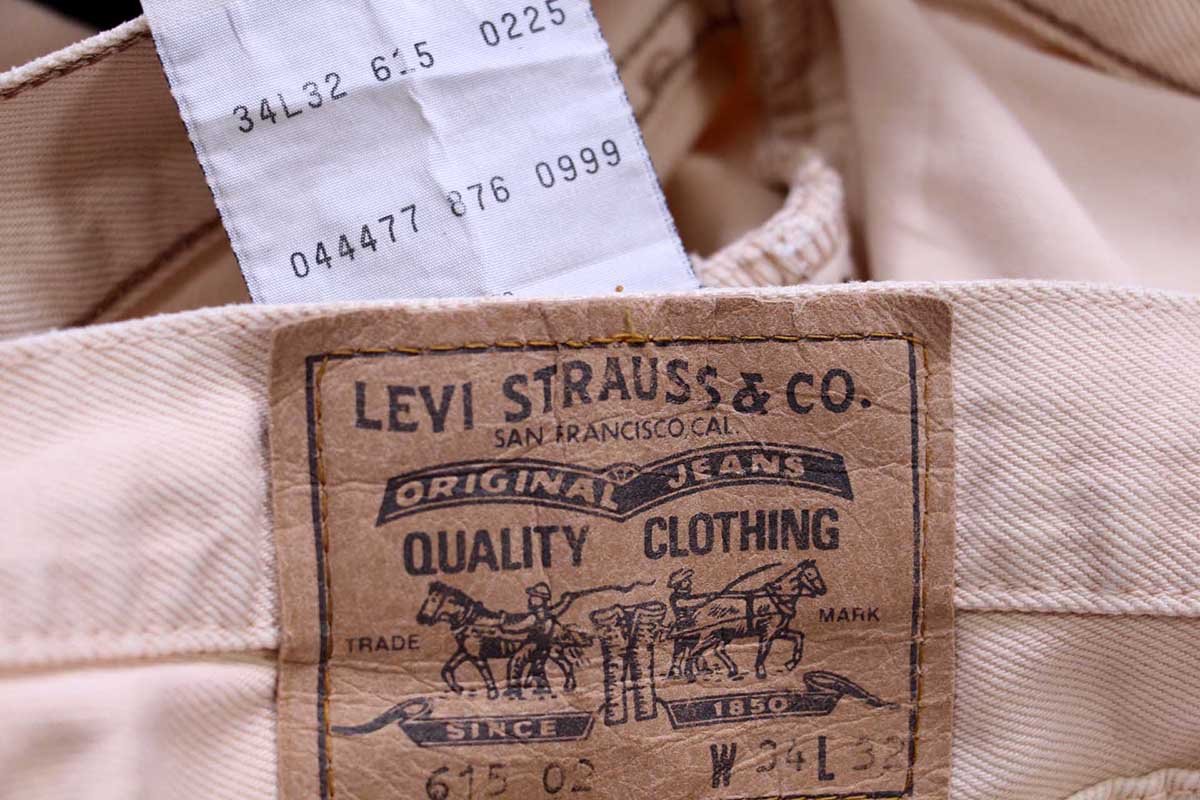 34L32 615 0225
044477 876 0999
LEVI STRAUSS & CO.
SAN FRANCISCO, CAL.
ORIGINAL JEANS
QUALITY CLOTHING
TRADE MARK
SINCE 1850
615 02 W 34 L 32